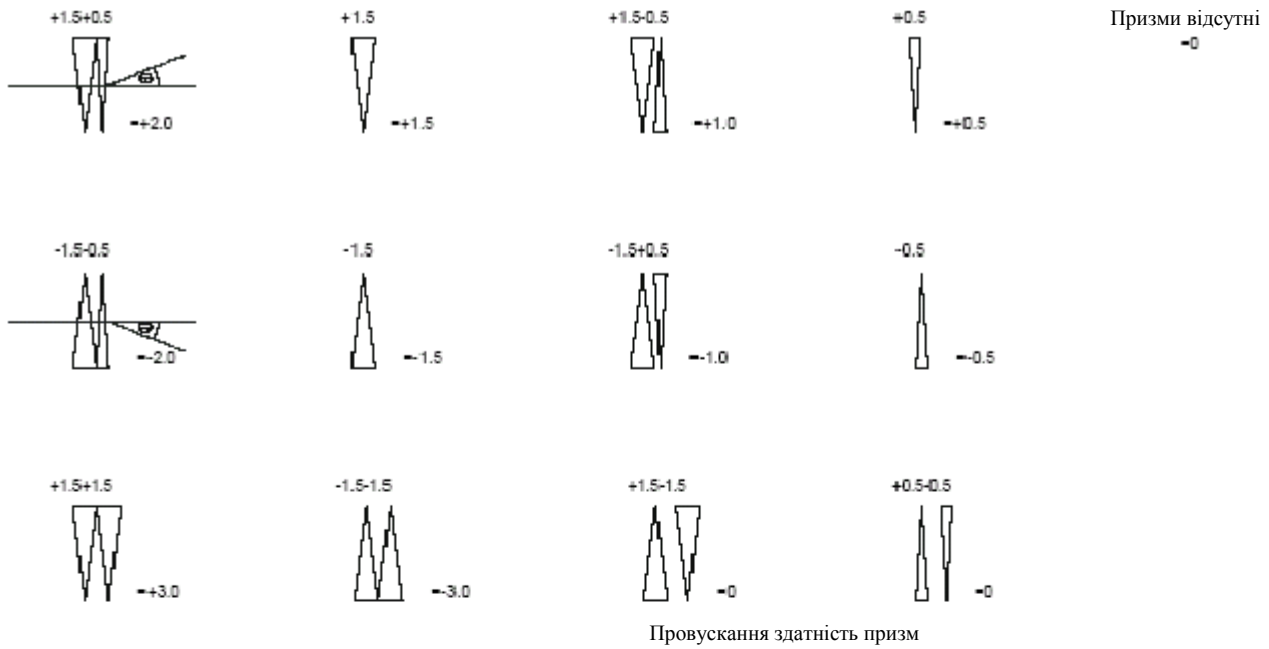 +1.5+0.5 +1.5 +1.5-0.5 +0.5 Призми відсутні
=0
Θ
=+2.0 =+1.5 =+1.0 =+0.5
-1.5-0.5 -1.5 -1.5+0.5 -0.5
Θ
=-2.0 =-1.5 =-1.0 =-0.5
+1.5+1.5 -1.5-1.5 +1.5-1.5 +0.5-0.5
=+3.0 =-3.0 =0 =0
Провускання здатність призм